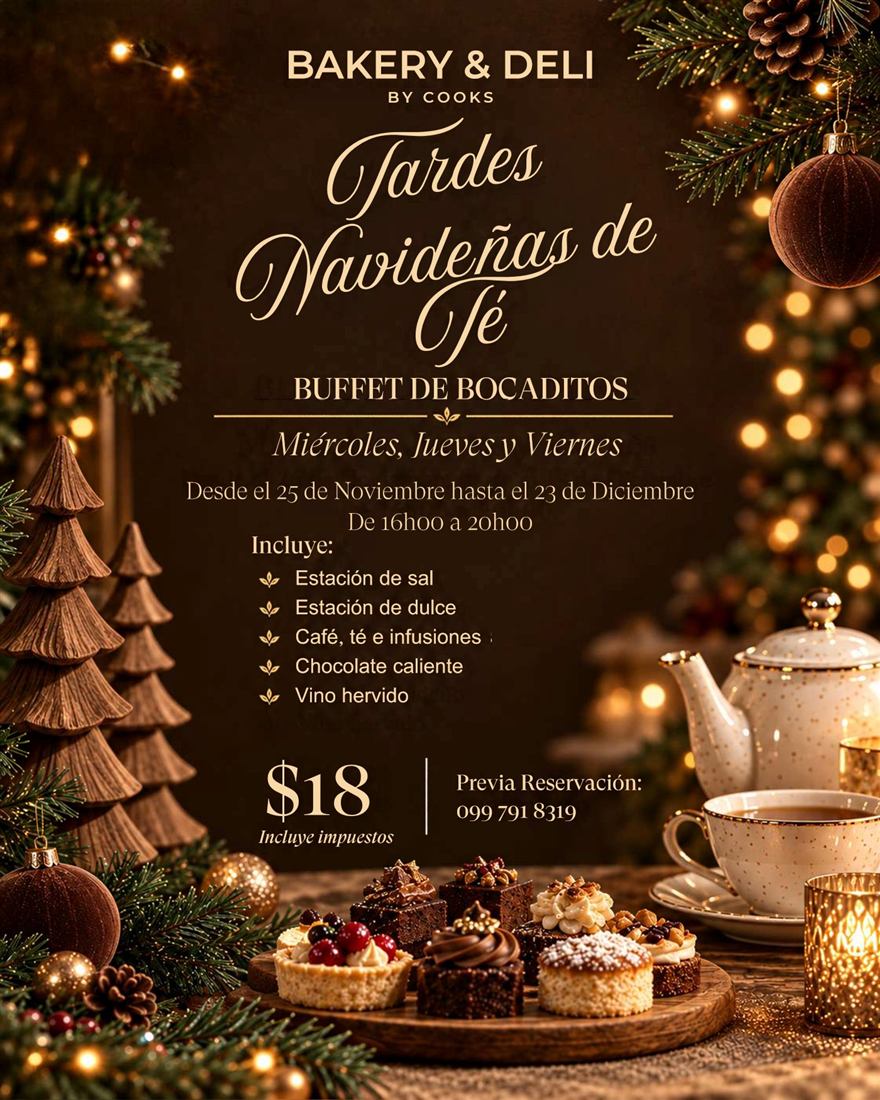 BAKERY & DELI
BY COOKS
Tardes
Navideñas de
Té
BUFFET DE BOCADITOS
Miércoles, Jueves y Viernes
Desde el 25 de Noviembre hasta el 23 de Diciembre
De 16h00 a 20h00
Incluye:
Estación de sal
Estación de dulce
Café, té e infusiones
Chocolate caliente
Vino hervido
$18
Incluye impuestos
Previa Reservación:
099 791 8319